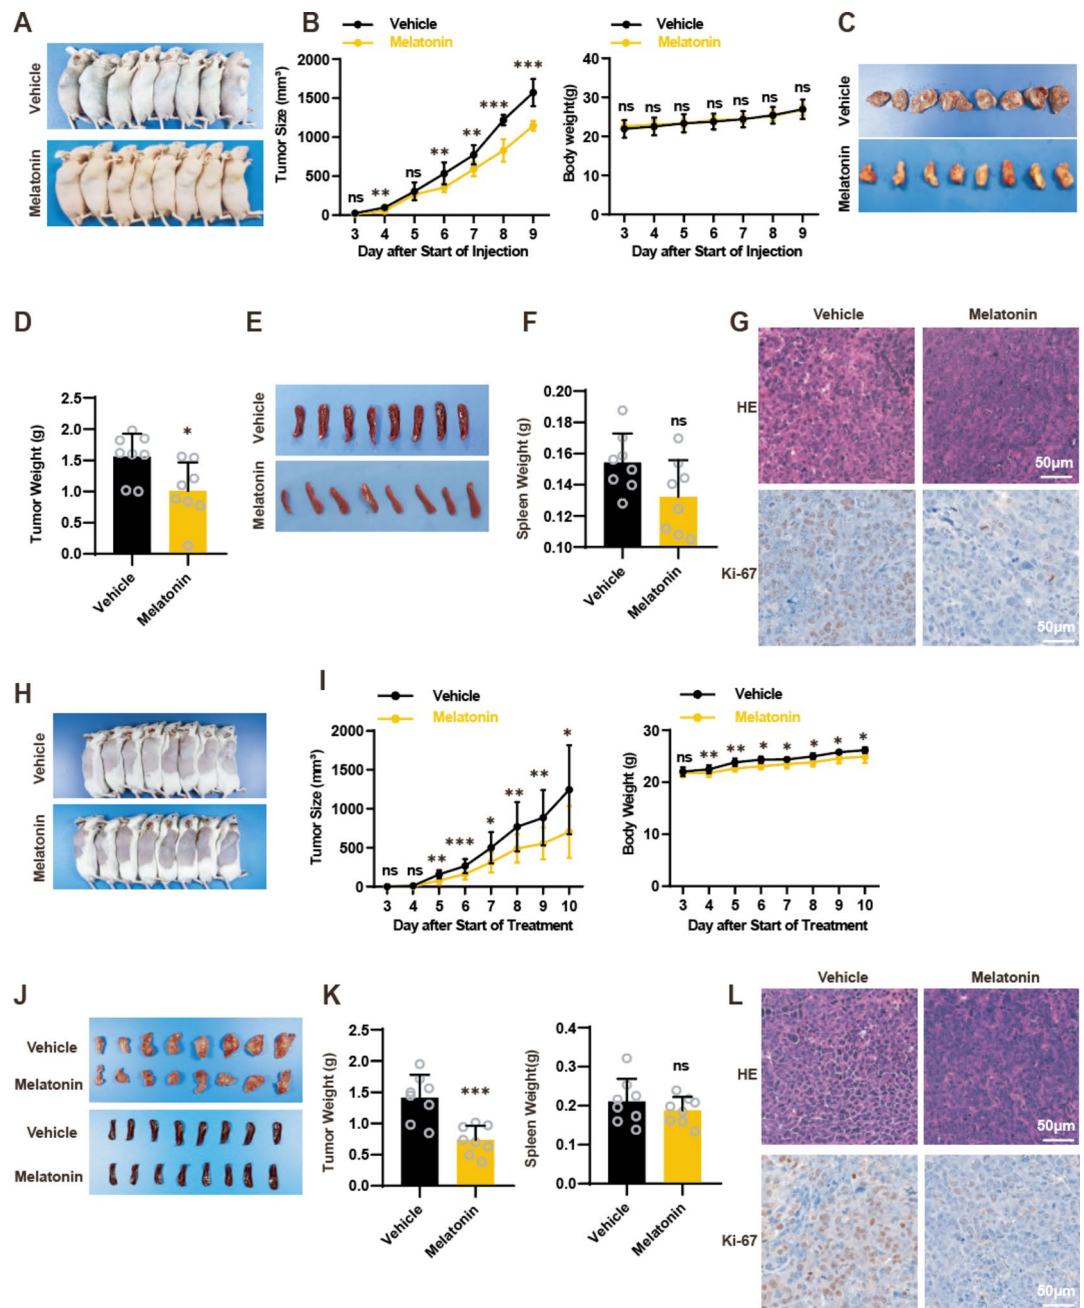 A
Vehicle
Melatonin
B
Vehicle
Melatonin
Tumor Size (mm³)
2000
1500
1000
500
0
ns
**
ns
**
**
***
***
3 4 5 6 7 8 9
Day after Start of Injection
Vehicle
Melatonin
Body weight(g)
40
30
20
10
0
ns ns ns ns ns ns ns
3 4 5 6 7 8 9
Day after Start of Injection
C
Vehicle
Melatonin
D
Tumor Weight (g)
2.5
2.0
1.5
1.0
0.5
0.0
*
Vehicle
Melatonin
E
Vehicle
Melatonin
F
Spleen Weight (g)
0.20
0.18
0.16
0.14
0.12
0.10
ns
Vehicle
Melatonin
G
Vehicle
Melatonin
HE
50μm
Ki-67
50μm
H
Vehicle
Melatonin
I
Vehicle
Melatonin
Tumor Size (mm³)
2000
1500
1000
500
0
ns ns ** *** * ** ** *
3 4 5 6 7 8 9 10
Day after Start of Treatment
Vehicle
Melatonin
Body Weight (g)
30
20
10
0
ns ** ** * * * * *
3 4 5 6 7 8 9 10
Day after Start of Treatment
J
Vehicle
Melatonin
Vehicle
Melatonin
K
Tumor Weight (g)
2.5
2.0
1.5
1.0
0.5
0.0
***
Vehicle
Melatonin
Spleen Weight(g)
0.4
0.3
0.2
0.1
0.0
ns
Vehicle
Melatonin
L
Vehicle
Melatonin
HE
50μm
Ki-67
50μm